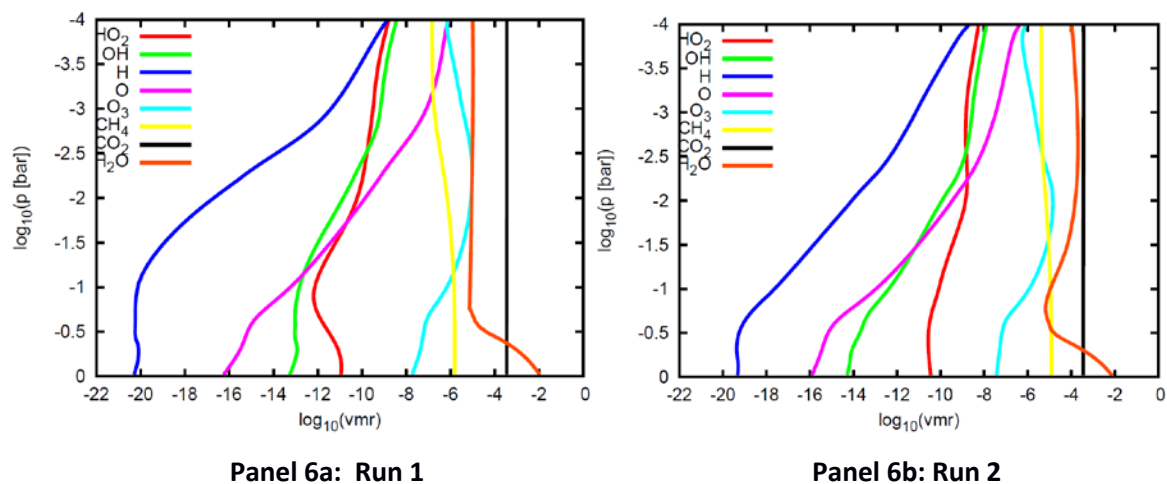 -4
-3.5
-3
-2.5
-2
-1.5
-1
-0.5
0
log₁₀(p [bar])
HO₂
OH
H
O
O₃
CH₄
CO₂
H₂O
-22 -20 -18 -16 -14 -12 -10 -8 -6 -4 -2 0
log₁₀(vmr)
Panel 6a: Run 1
-4
-3.5
-3
-2.5
-2
-1.5
-1
-0.5
0
log₁₀(p [bar])
HO₂
OH
H
O
O₃
CH₄
CO₂
H₂O
-22 -20 -18 -16 -14 -12 -10 -8 -6 -4 -2 0
log₁₀(vmr)
Panel 6b: Run 2